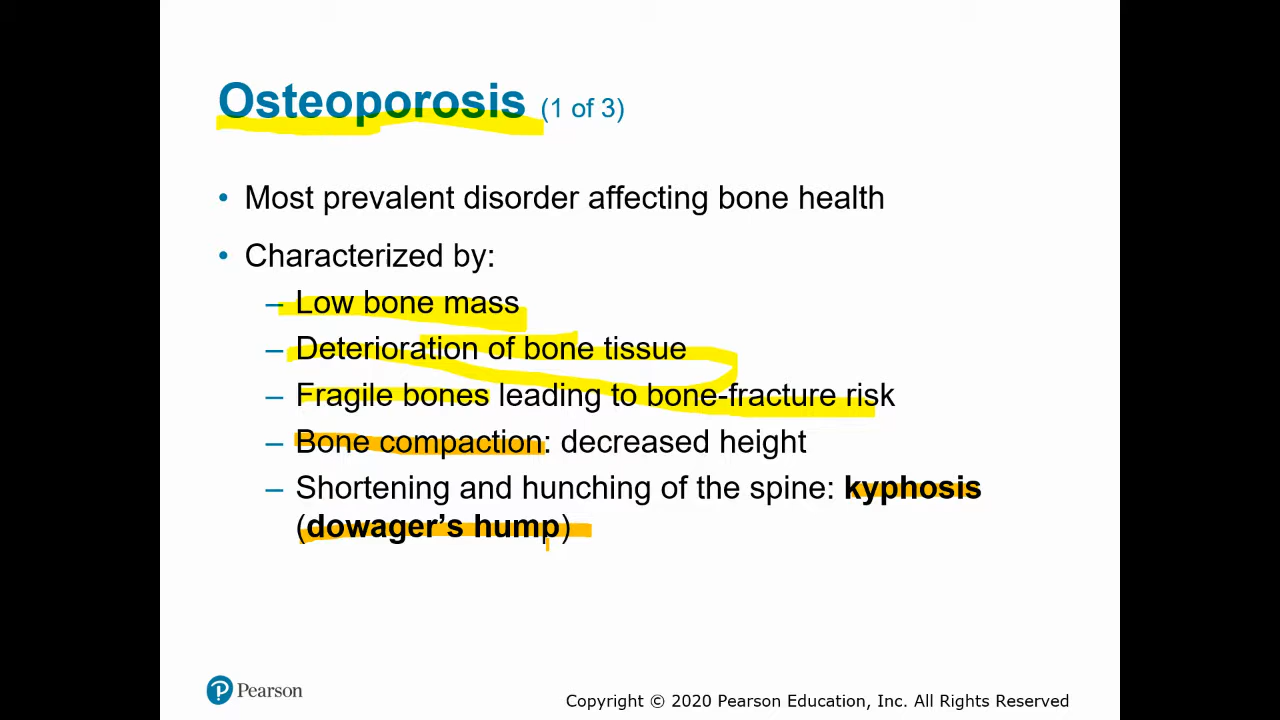 Osteoporosis (1 of 3)
• Most prevalent disorder affecting bone health
• Characterized by:
– Low bone mass
– Deterioration of bone tissue
– Fragile bones leading to bone-fracture risk
– Bone compaction: decreased height
– Shortening and hunching of the spine: kyphosis
(dowager’s hump)
Pearson
Copyright © 2020 Pearson Education, Inc. All Rights Reserved